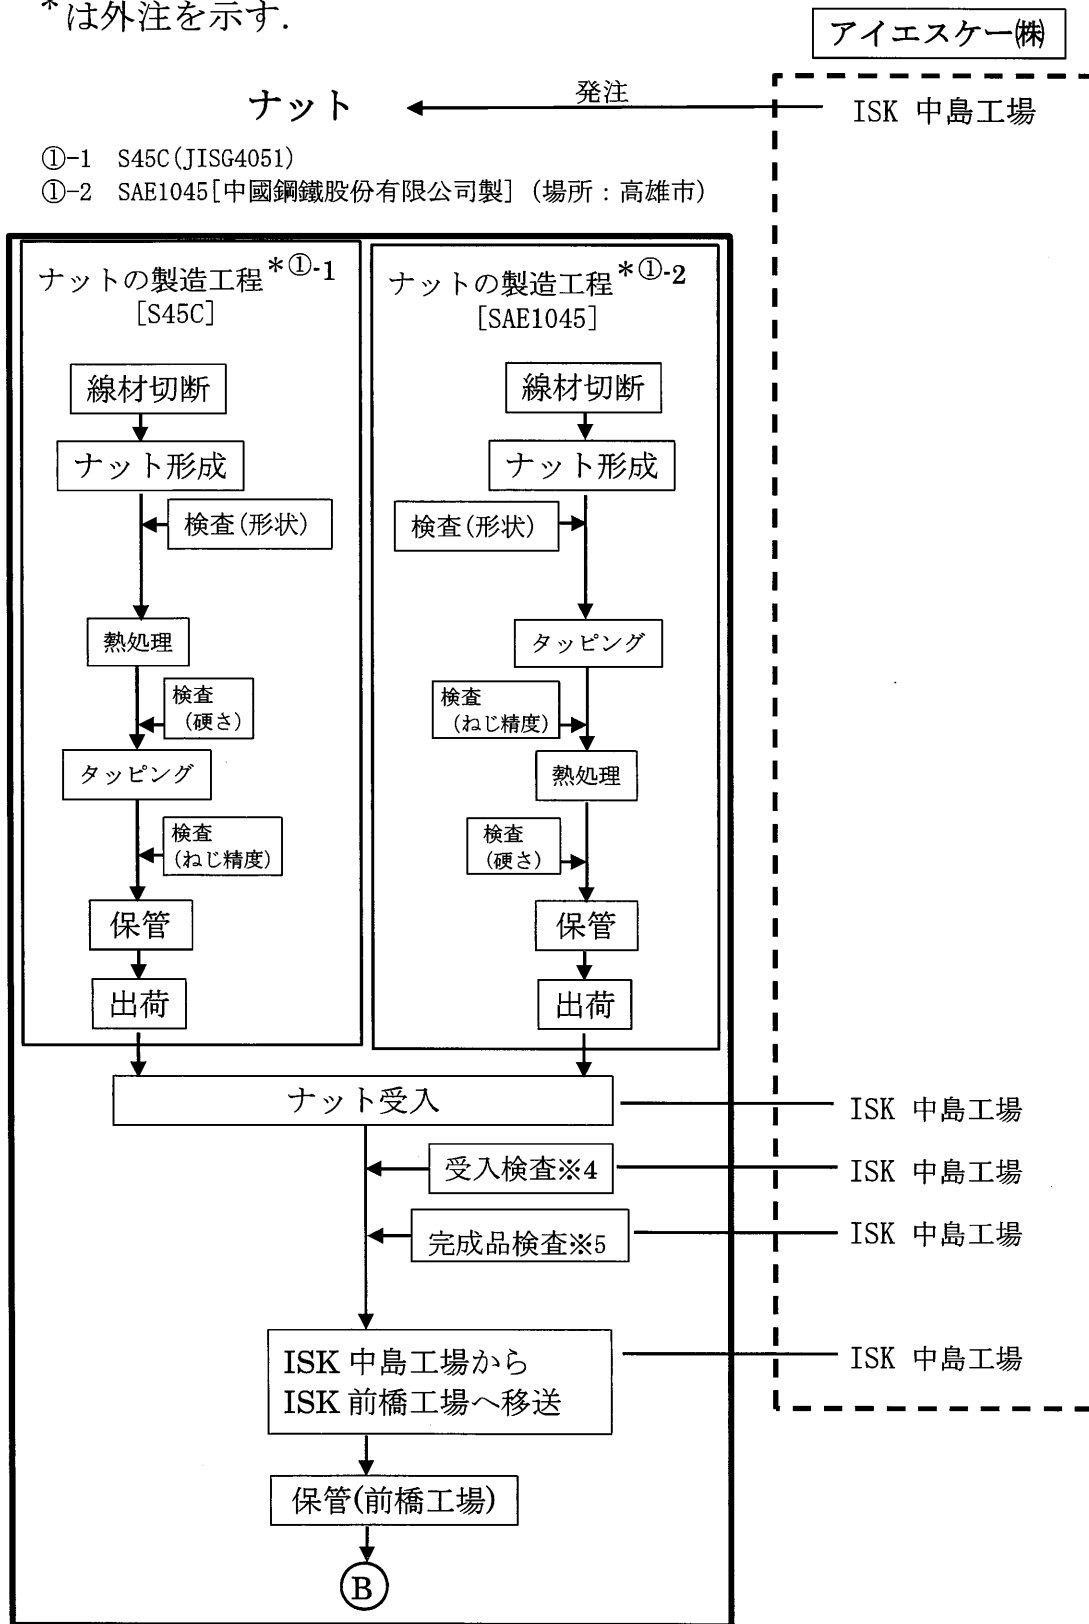 *は外注を示す.
アイエスケー㈱
ナット
発注
ISK 中島工場
①-1 S45C(JISG4051)
①-2 SAE1045[中國鋼鐵股份有限公司製] (場所:高雄市)
ナットの製造工程*①-1
[S45C]
線材切断
ナット形成
検査(形状)
熱処理
検査
(硬さ)
タッピング
検査
(ねじ精度)
保管
出荷
ナットの製造工程*①-2
[SAE1045]
線材切断
ナット形成
検査(形状)
タッピング
検査
(ねじ精度)
熱処理
検査
(硬さ)
保管
出荷
ナット受入
ISK 中島工場
受入検査※4
ISK 中島工場
完成品検査※5
ISK 中島工場
ISK 中島工場から
ISK 前橋工場へ移送
ISK 中島工場
保管(前橋工場)
B